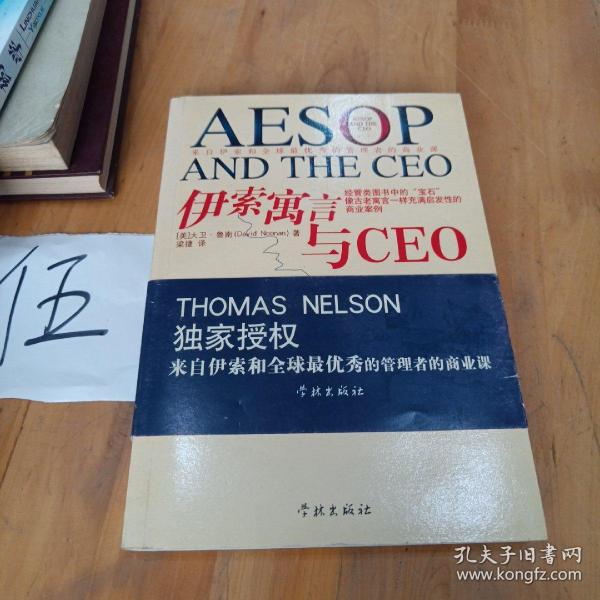 AESOP
AESOP
AND THE
CEO
来自伊索和全球最优秀的管理者的商业课
AND THE CEO
经管类图书中的“宝石”
像古老寓言一样充满启发性的
商业案例
伊索寓言
与CEO
[美]大卫·鲁南(David Noonan) 著
梁捷 译
THOMAS NELSON
独家授权
来自伊索和全球最优秀的管理者的商业课
学林出版社
学林出版社
伍
孔夫子旧书网
www.kongfz.com